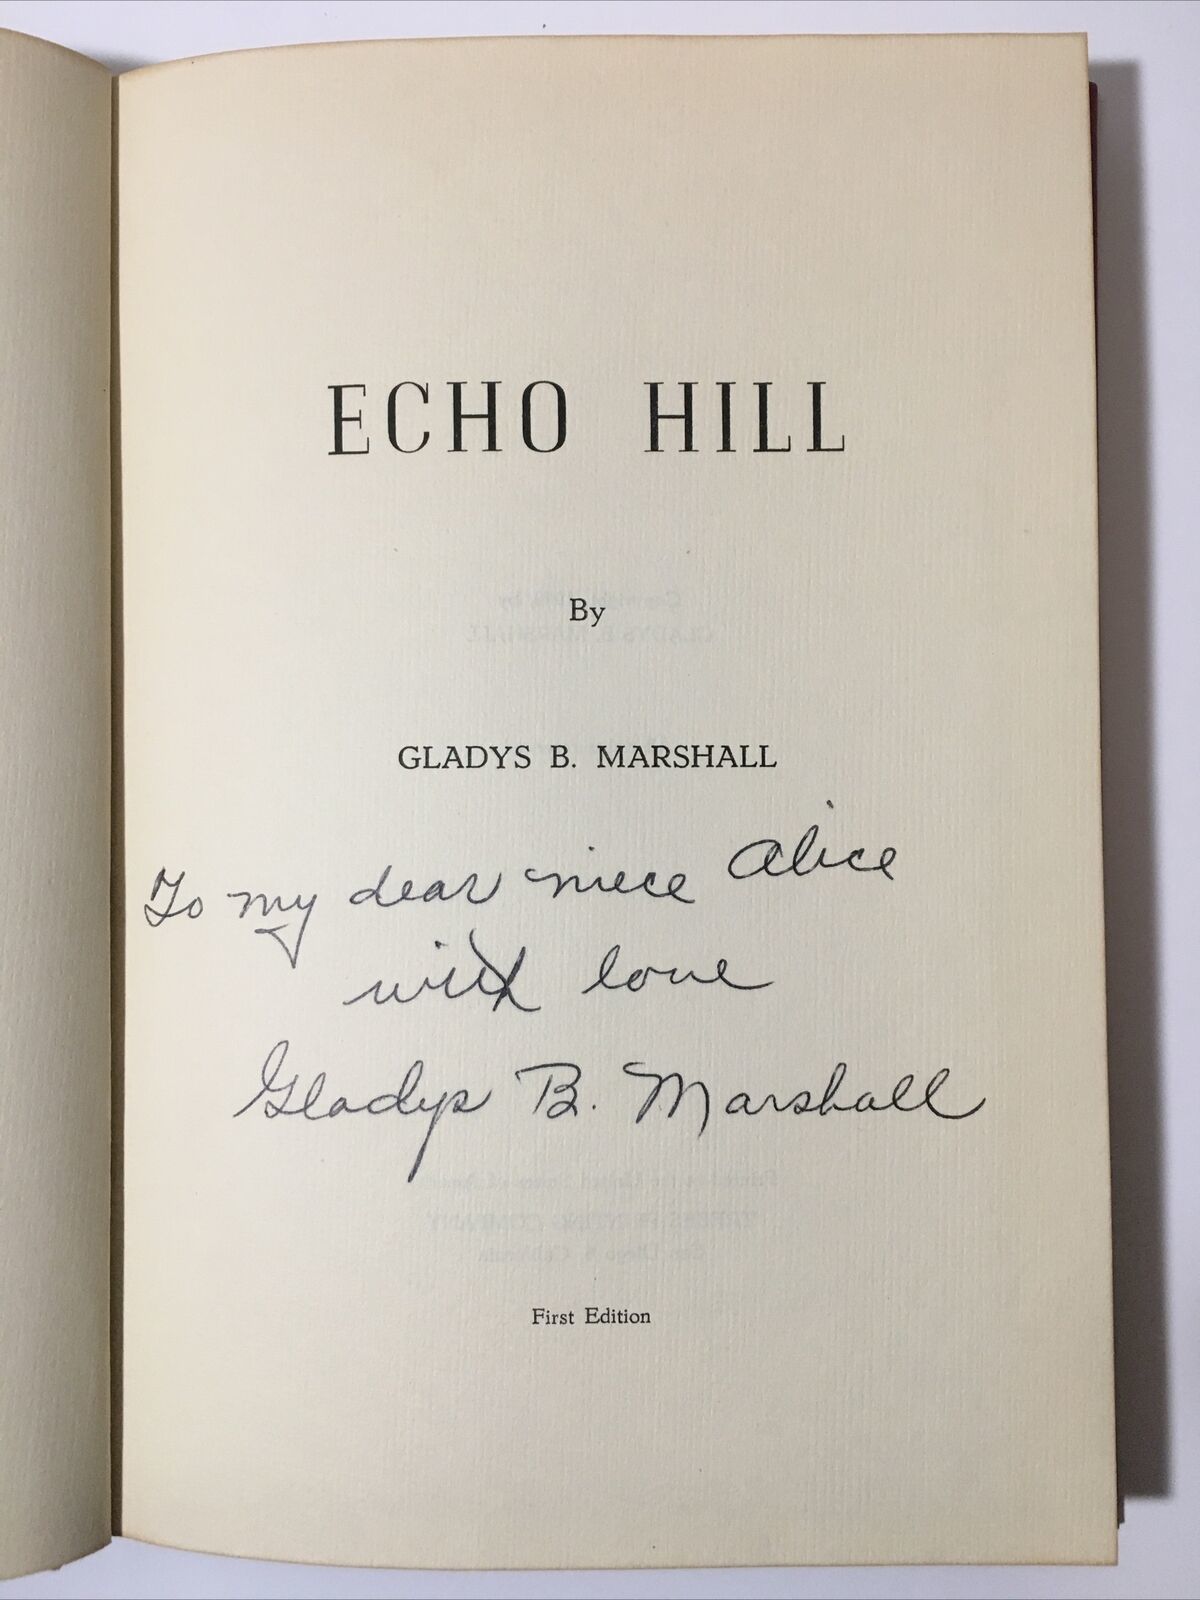 ECHO HILL
By
GLADYS B. MARSHALL
To my dear niece Alice
with love
Gladys B. Marshall
First Edition